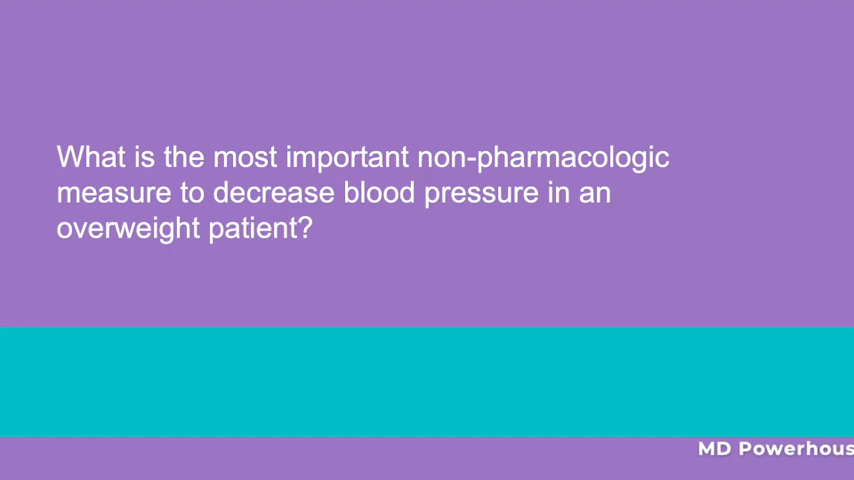 What is the most important non-pharmacologic
measure to decrease blood pressure in an
overweight patient?
MD Powerhous